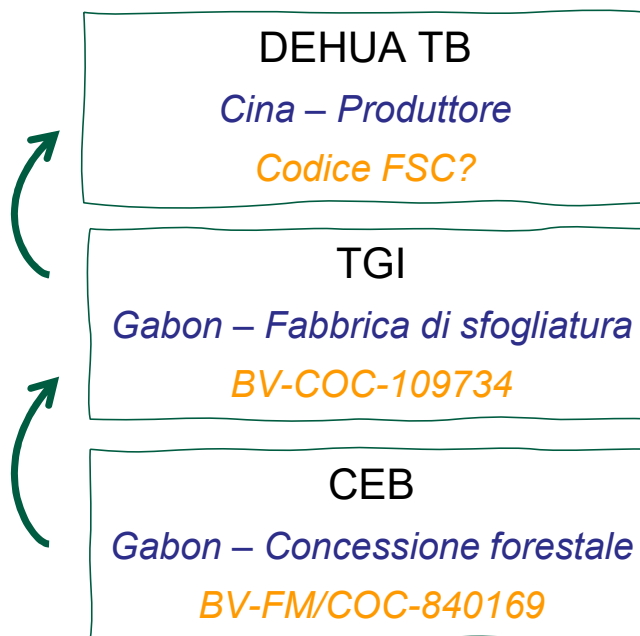 DEHUA TB
Cina – Produttore
Codice FSC?
TGI
Gabon – Fabbrica di sfogliatura
BV-COC-109734
CEB
Gabon – Concessione forestale
BV-FM/COC-840169